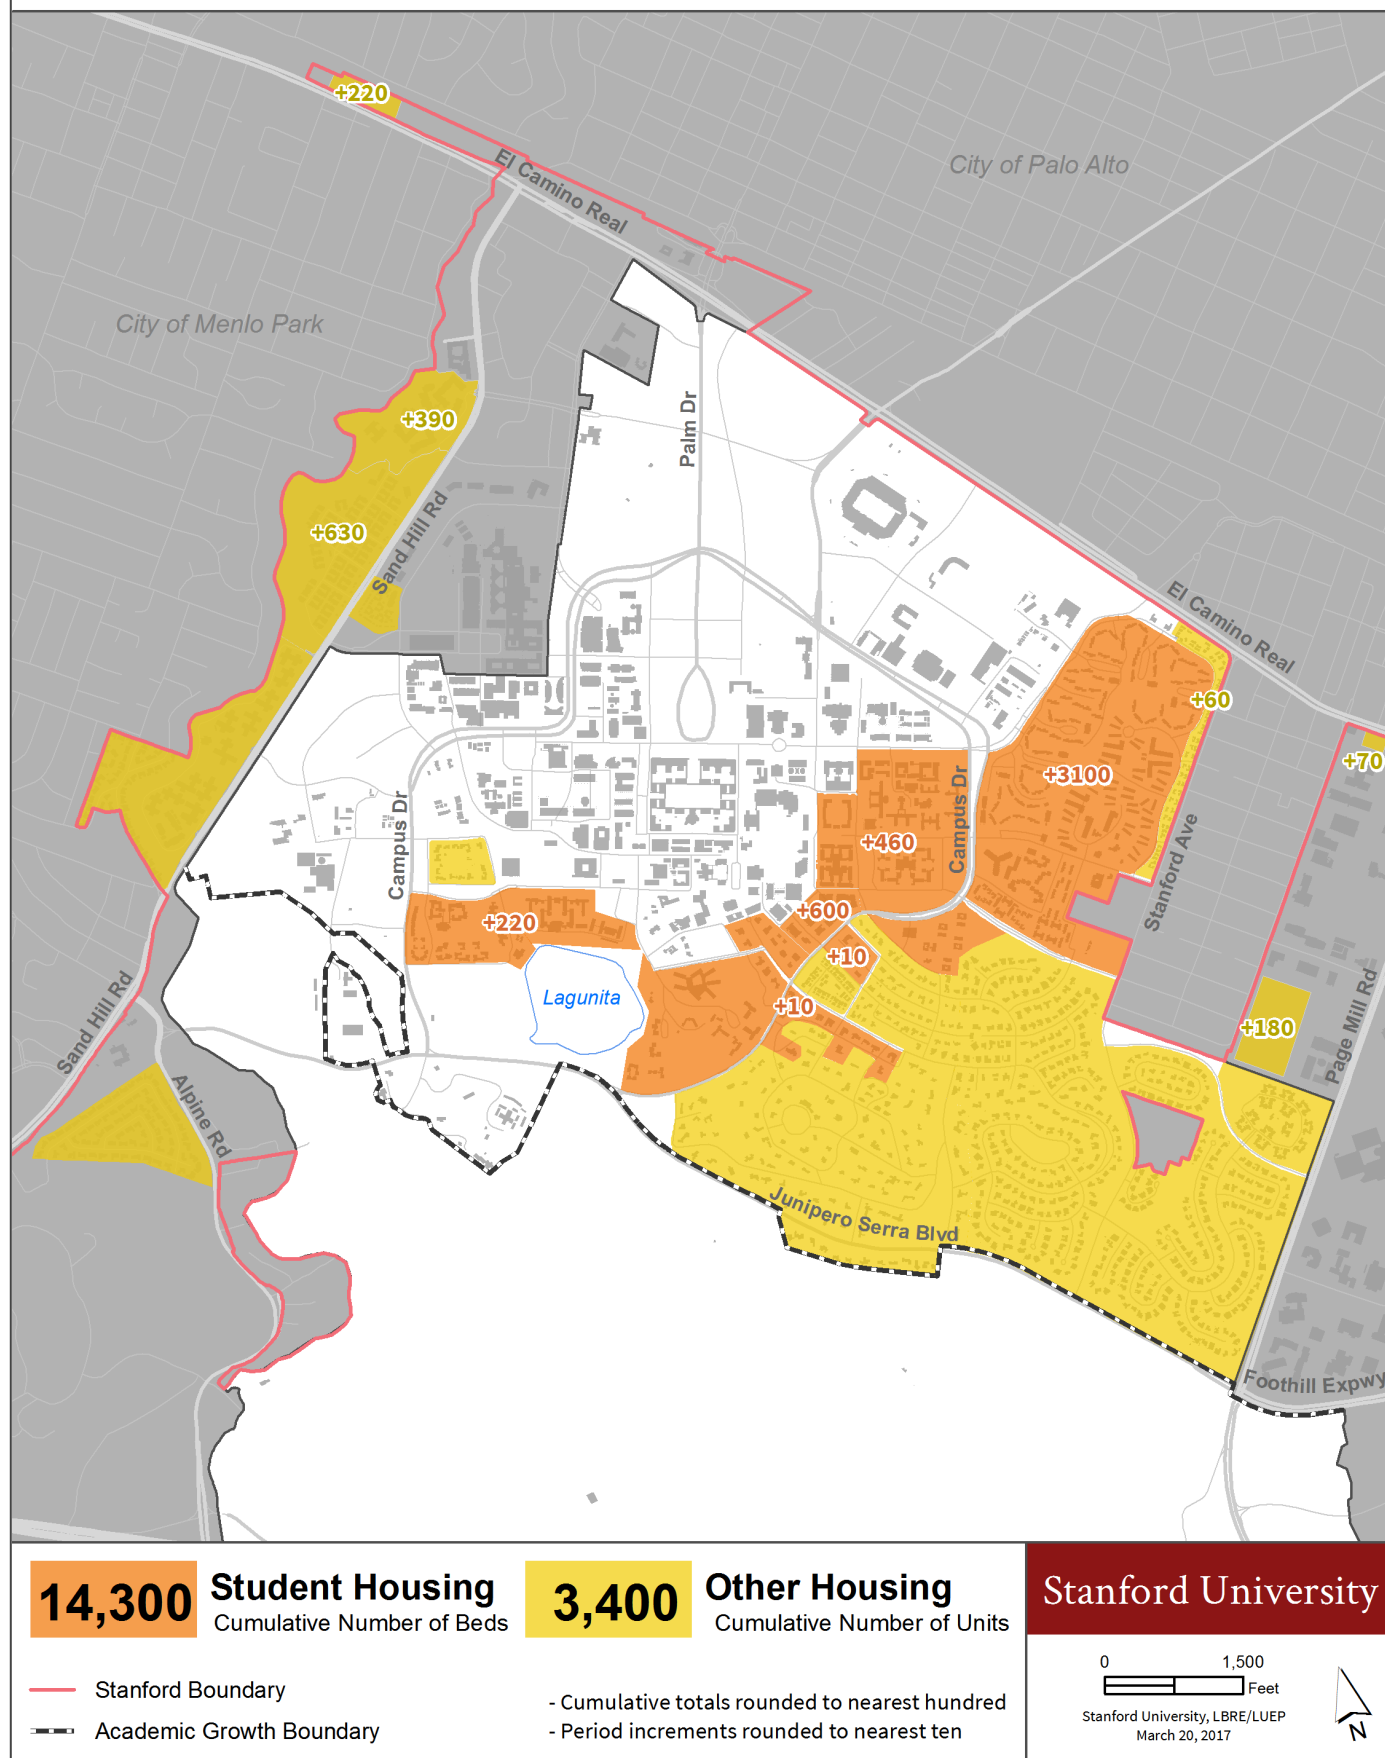 +220
El Camino Real
City of Palo Alto
City of Menlo Park
+390
Palm Dr
+630
Sand Hill Rd
El Camino Real
+60
+70
+3100
Campus Dr
Campus Dr
+460
Stanford Ave
+220
+600
+10
Lagunita
+10
+180
Page Mill Rd
Sand Hill Rd
Alpine Rd
Junipero Serra Blvd
Foothill Expwy
14,300
Student Housing
Cumulative Number of Beds
3,400
Other Housing
Cumulative Number of Units
Stanford University
Stanford Boundary
Academic Growth Boundary
- Cumulative totals rounded to nearest hundred
- Period increments rounded to nearest ten
0 1,500
Feet
Stanford University, LBRE/LUEP
March 20, 2017
N